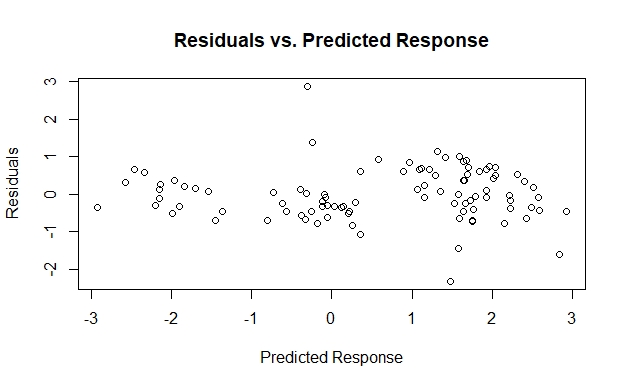 Residuals vs. Predicted Response
Residuals
3
2
1
0
-1
-2
-3 -2 -1 0 1 2 3
Predicted Response